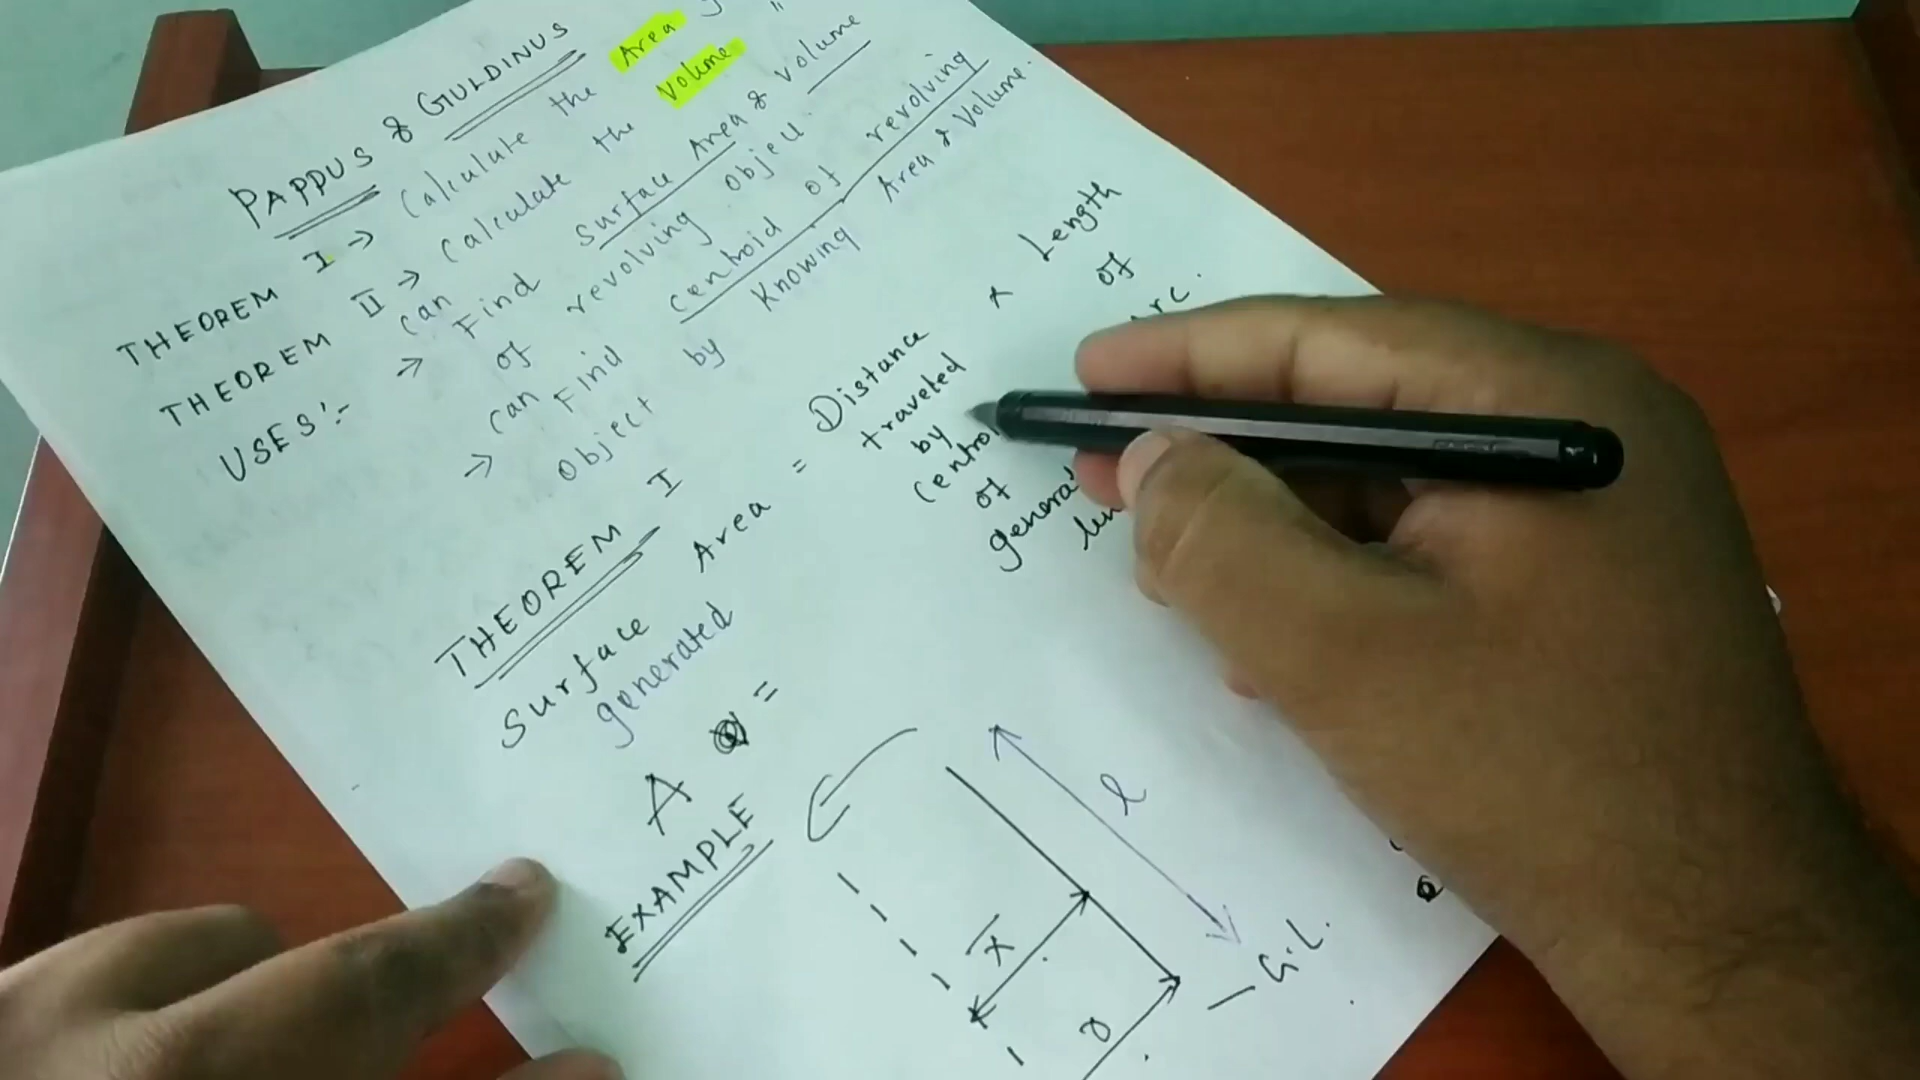 PAPPUS & GULDINUS
THEOREM I → Calculate the Area
THEOREM II → Calculate the Volume "
USES:- → can Find Surface Area & Volume
of revolving object.
→ can Find centroid of revolving
object by Knowing Area & Volume.
THEOREM I
Surface Area = Distance × Length
generated traveled of
by
of
A =
EXAMPLE
l
x̄
r
G.L.